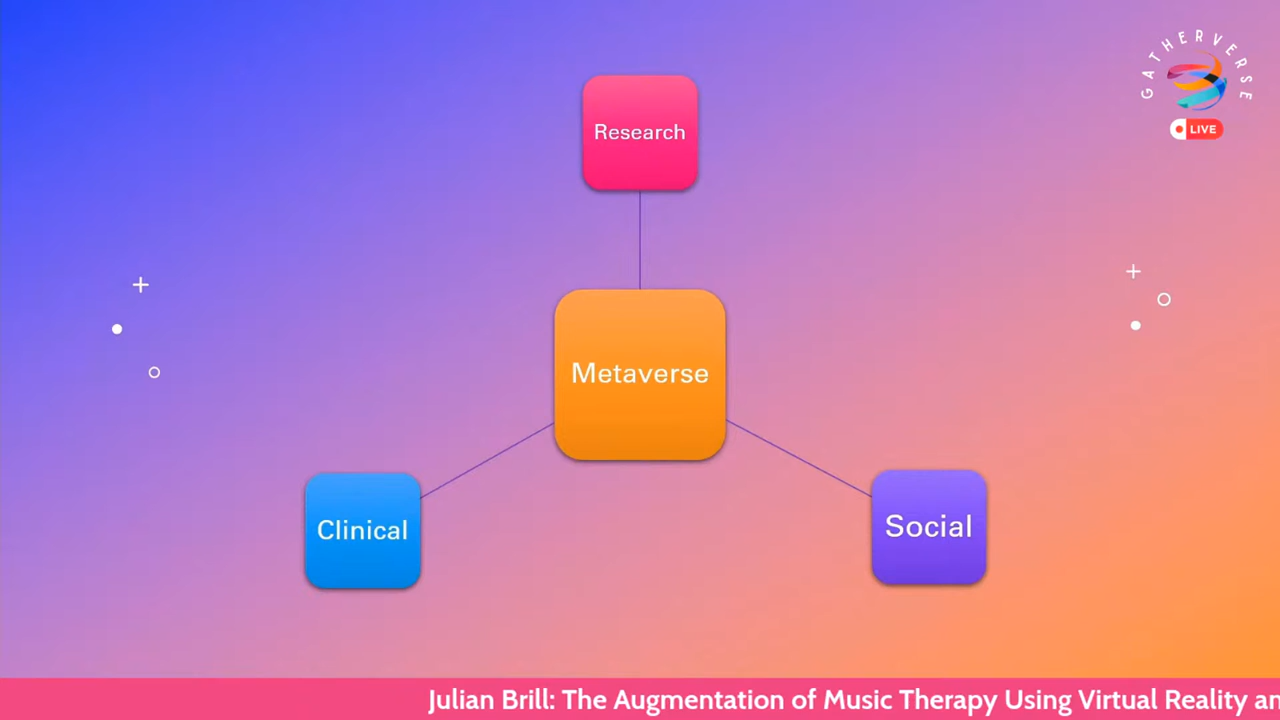 GATHERVERSE
LIVE
Research
Metaverse
Clinical
Social
Julian Brill: The Augmentation of Music Therapy Using Virtual Reality an